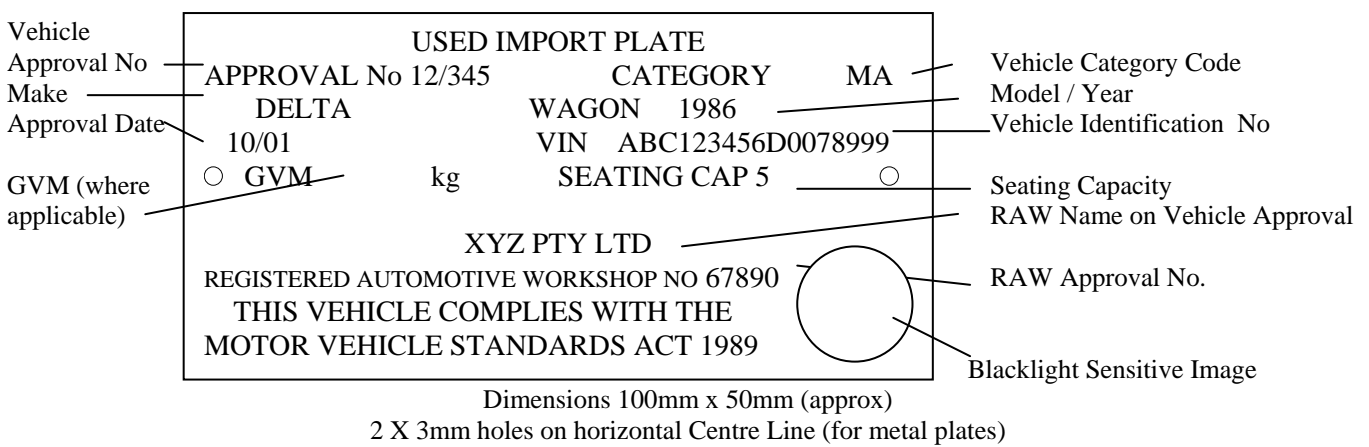 Vehicle
Approval No
Make
Approval Date
GVM (where
applicable)
USED IMPORT PLATE
APPROVAL No 12/345 CATEGORY MA
DELTA WAGON 1986
10/01 VIN ABC123456D0078999
GVM kg SEATING CAP 5
XYZ PTY LTD
REGISTERED AUTOMOTIVE WORKSHOP NO 67890
THIS VEHICLE COMPLIES WITH THE
MOTOR VEHICLE STANDARDS ACT 1989
Vehicle Category Code
Model / Year
Vehicle Identification No
Seating Capacity
RAW Name on Vehicle Approval
RAW Approval No.
Blacklight Sensitive Image
Dimensions 100mm x 50mm (approx)
2 X 3mm holes on horizontal Centre Line (for metal plates)